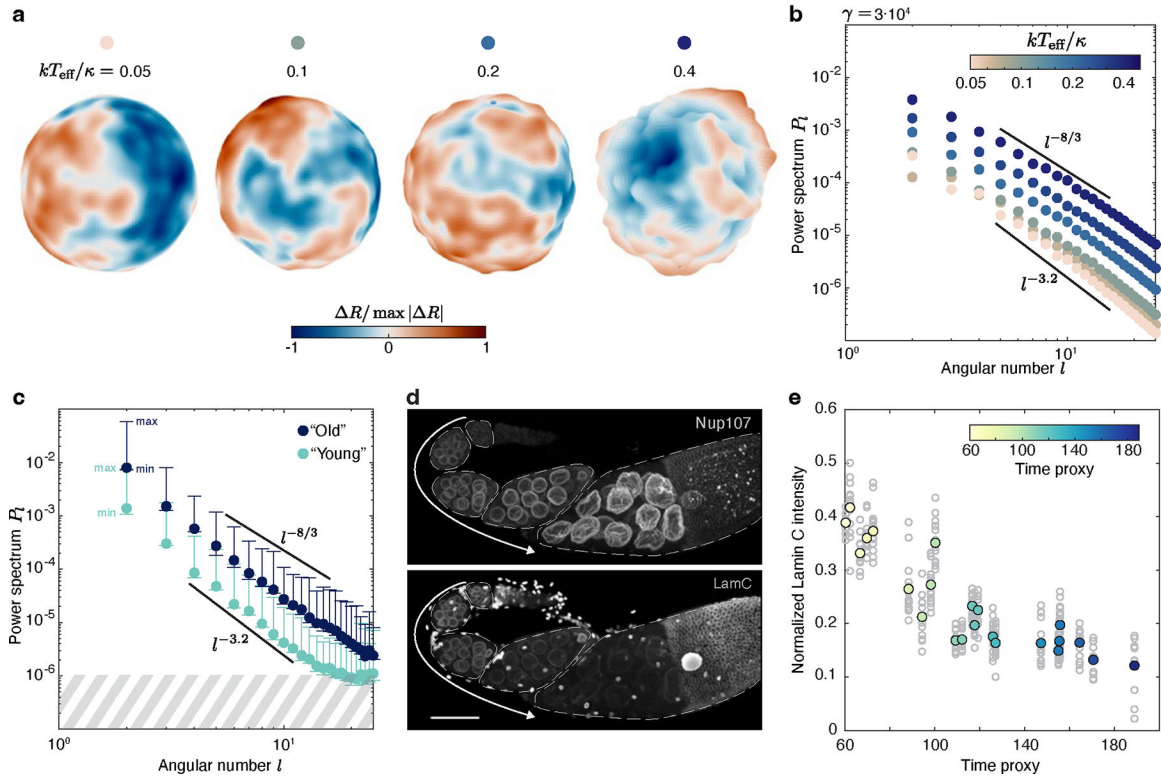 a
kT_eff/κ = 0.05
0.1
0.2
0.4
ΔR/ max |ΔR|
-1
0
1
b
γ = 3·10⁴
kT_eff/κ
0.05
0.1
0.2
0.4
10⁻²
10⁻³
10⁻⁴
10⁻⁵
10⁻⁶
l^−8/3
l^−3.2
Power spectrum P_l
10⁰
10¹
Angular number l
c
max
min
max
min
"Old"
"Young"
10⁻²
10⁻³
10⁻⁴
10⁻⁵
10⁻⁶
l^−8/3
l^−3.2
Power spectrum P_l
10⁰
10¹
Angular number l
d
Nup107
LamC
e
0.6
0.5
0.4
0.3
0.2
0.1
0
60
100
140
180
Time proxy
Normalized Lamin C intensity
60
100
140
180
Time proxy